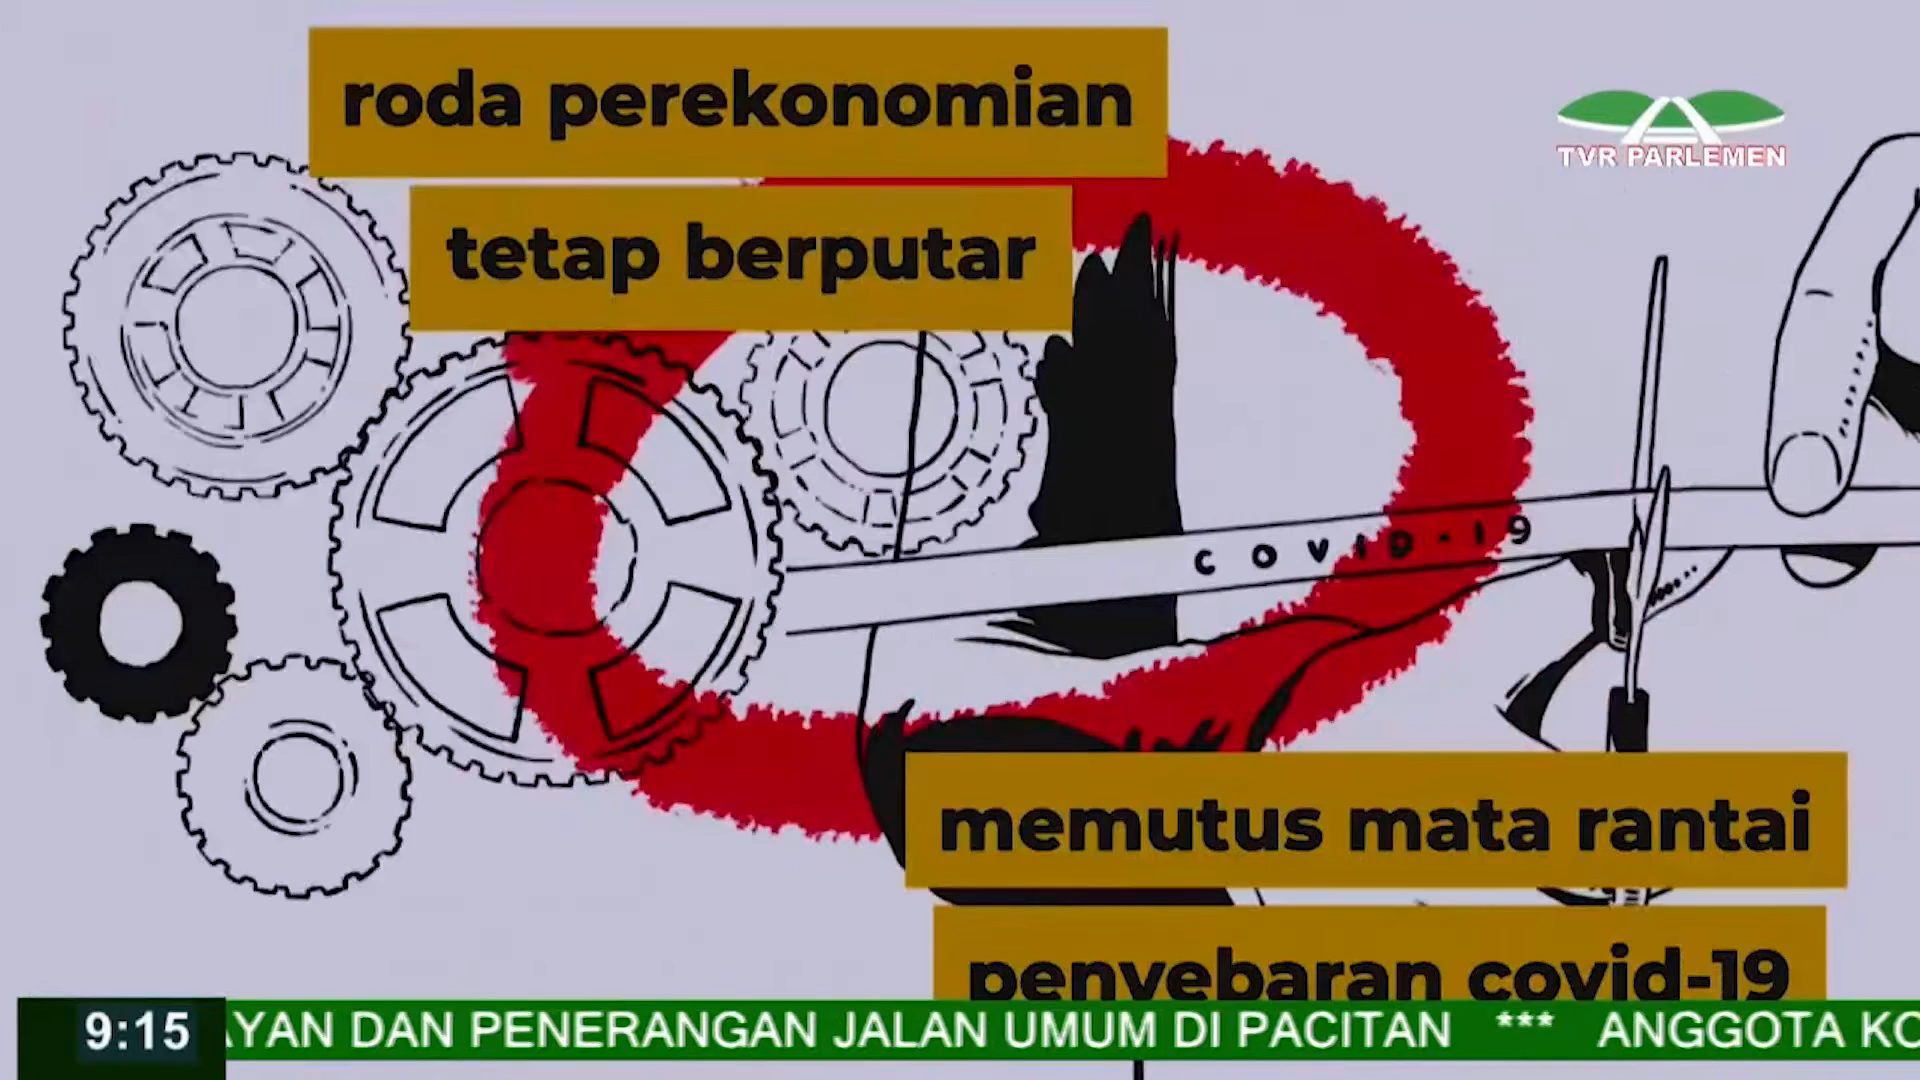 roda perekonomian
tetap berputar
TVR PARLEMEN
COVID-19
memutus mata rantai
penyebaran covid-19
9:15
AYAN DAN PENERANGAN JALAN UMUM DI PACITAN *** ANGGOTA KO